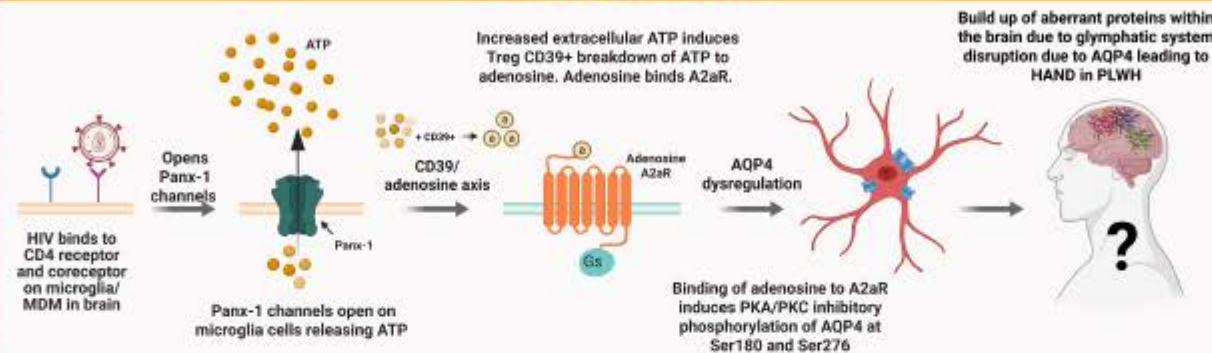 HIV binds to
CD4 receptor
and coreceptor
on microglia/
MDM in brain
Opens
Panx-1
channels
ATP
Panx-1
Panx-1 channels open on
microglia cells releasing ATP
Increased extracellular ATP induces
Treg CD39+ breakdown of ATP to
adenosine. Adenosine binds A2aR.
+ CD39+
a
a
a
CD39/
adenosine axis
a
Adenosine
A2aR
Gs
AQP4
dysregulation
Binding of adenosine to A2aR
induces PKA/PKC inhibitory
phosphorylation of AQP4 at
Ser180 and Ser276
Build up of aberrant proteins within
the brain due to glymphatic system
disruption due to AQP4 leading to
HAND in PLWH
?